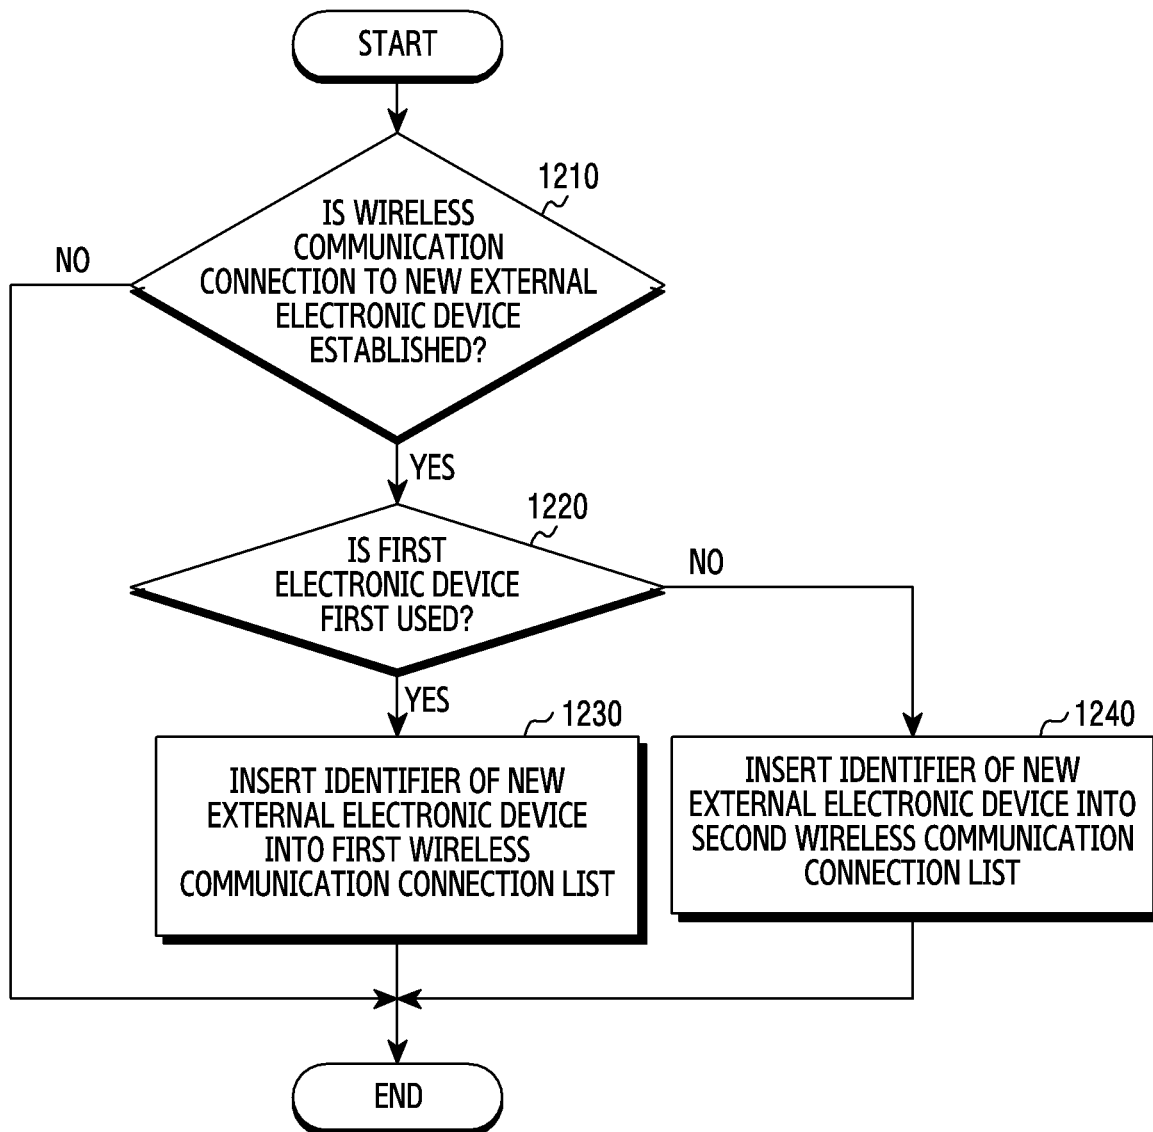 START
1210
IS WIRELESS
COMMUNICATION
CONNECTION TO NEW EXTERNAL
ELECTRONIC DEVICE
ESTABLISHED?
NO
YES
1220
IS FIRST
ELECTRONIC DEVICE
FIRST USED?
NO
YES
1230
INSERT IDENTIFIER OF NEW
EXTERNAL ELECTRONIC DEVICE
INTO FIRST WIRELESS
COMMUNICATION CONNECTION LIST
1240
INSERT IDENTIFIER OF NEW
EXTERNAL ELECTRONIC DEVICE INTO
SECOND WIRELESS COMMUNICATION
CONNECTION LIST
END